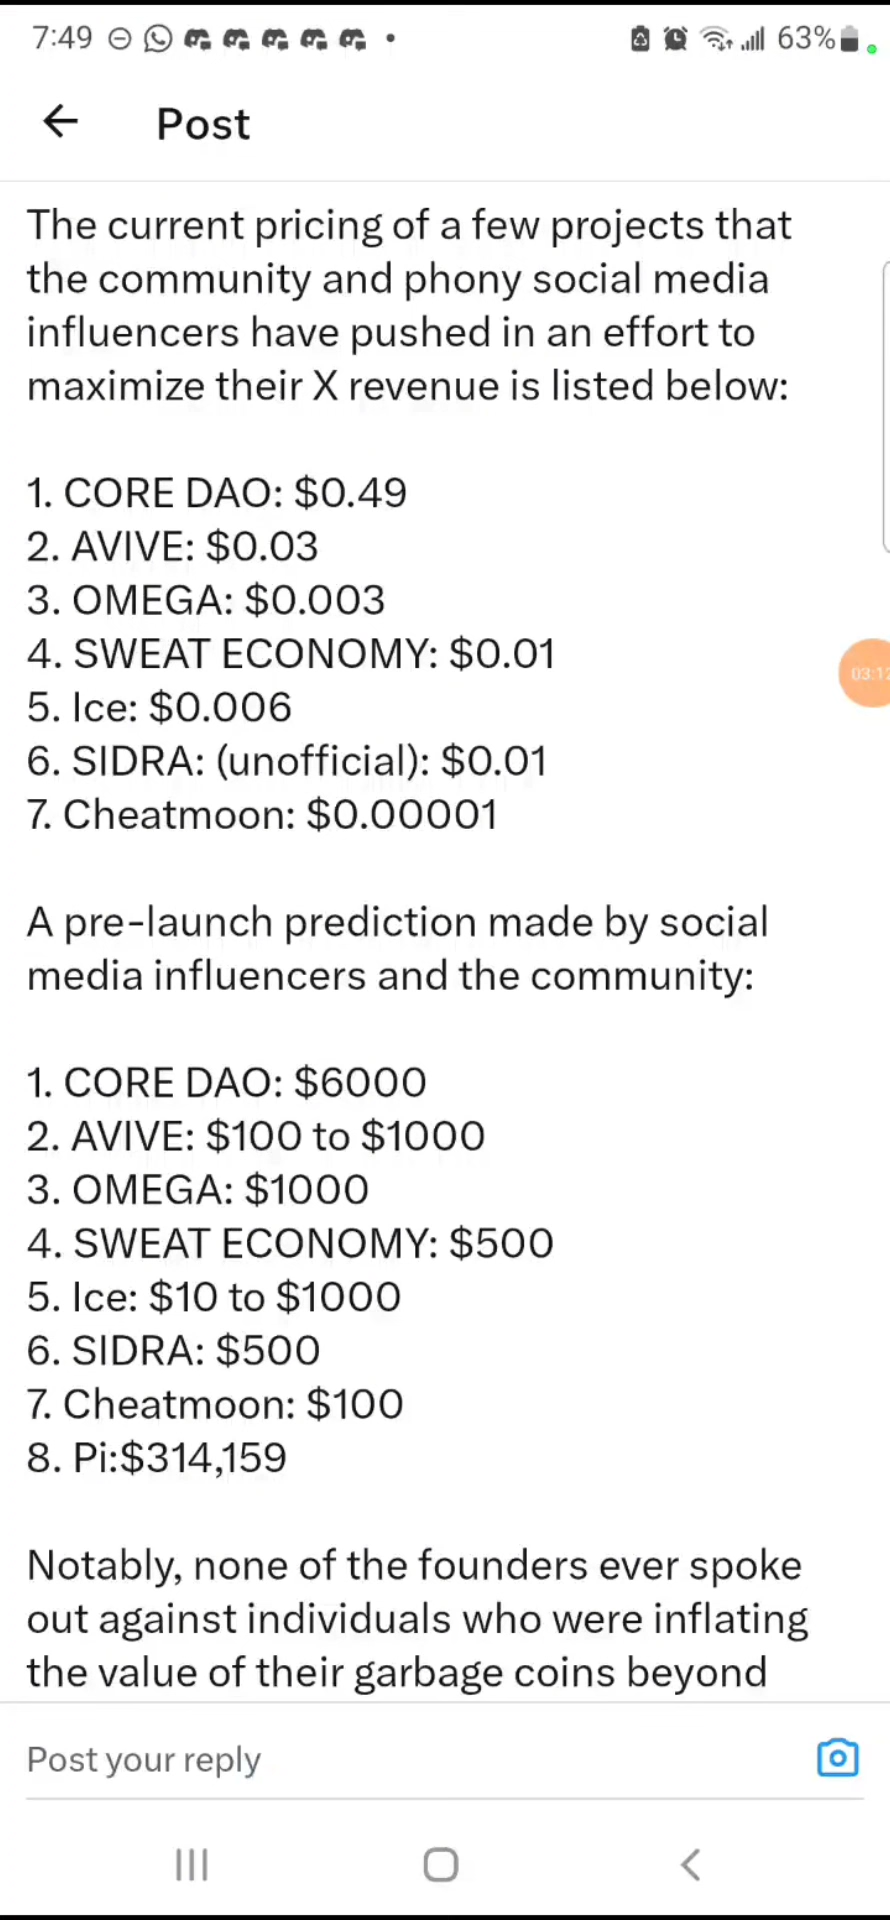 7:49
63%
Post
The current pricing of a few projects that
the community and phony social media
influencers have pushed in an effort to
maximize their X revenue is listed below:
1. CORE DAO: $0.49
2. AVIVE: $0.03
3. OMEGA: $0.003
4. SWEAT ECONOMY: $0.01
03:12
5. Ice: $0.006
6. SIDRA: (unofficial): $0.01
7. Cheatmoon: $0.00001
A pre-launch prediction made by social
media influencers and the community:
1. CORE DAO: $6000
2. AVIVE: $100 to $1000
3. OMEGA: $1000
4. SWEAT ECONOMY: $500
5. Ice: $10 to $1000
6. SIDRA: $500
7. Cheatmoon: $100
8. Pi:$314,159
Notably, none of the founders ever spoke
out against individuals who were inflating
the value of their garbage coins beyond
Post your reply